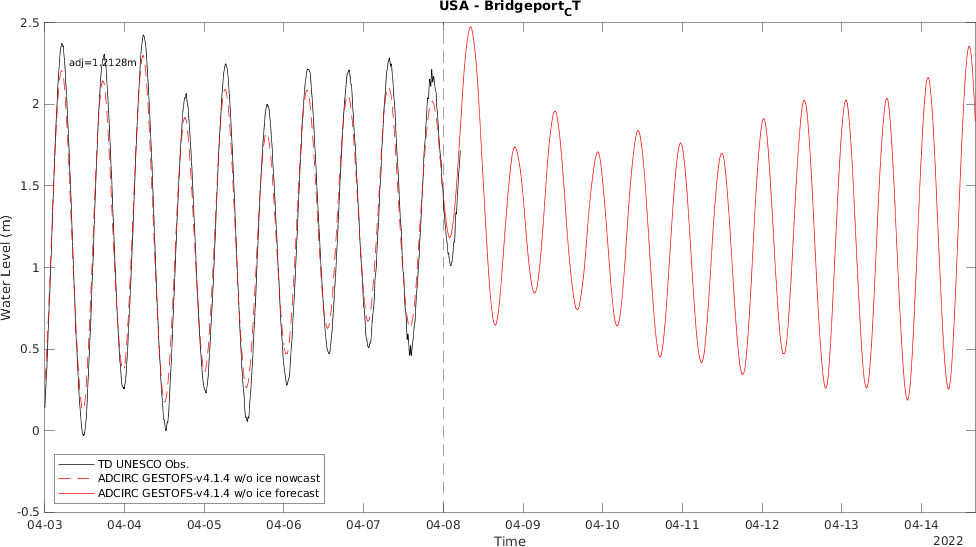 USA - Bridgeport_CT
2.5
adj=1.2128m
2
1.5
1
0.5
0
-0.5
Water Level (m)
TD UNESCO Obs.
ADCIRC GESTOFS-v4.1.4 w/o ice nowcast
ADCIRC GESTOFS-v4.1.4 w/o ice forecast
04-03 04-04 04-05 04-06 04-07 04-08 04-09 04-10 04-11 04-12 04-13 04-14
Time
2022